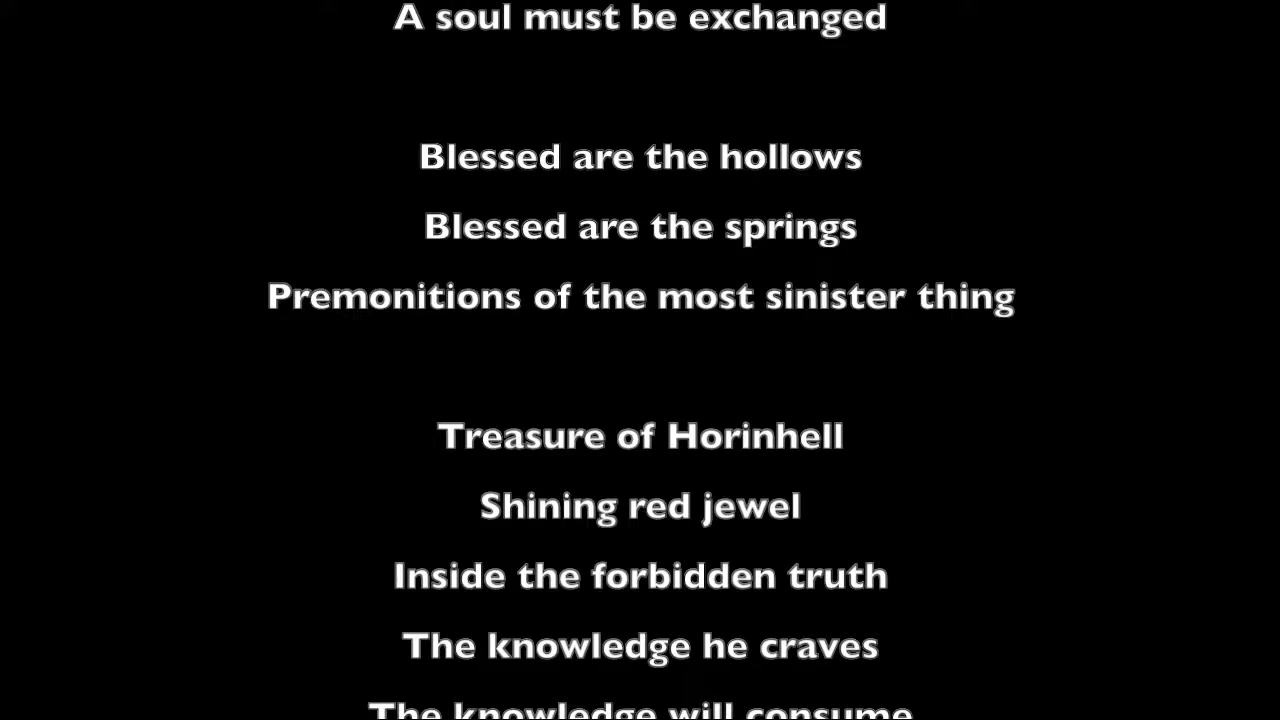 A soul must be exchanged
Blessed are the hollows
Blessed are the springs
Premonitions of the most sinister thing
Treasure of Horinhell
Shining red jewel
Inside the forbidden truth
The knowledge he craves
The knowledge will consume